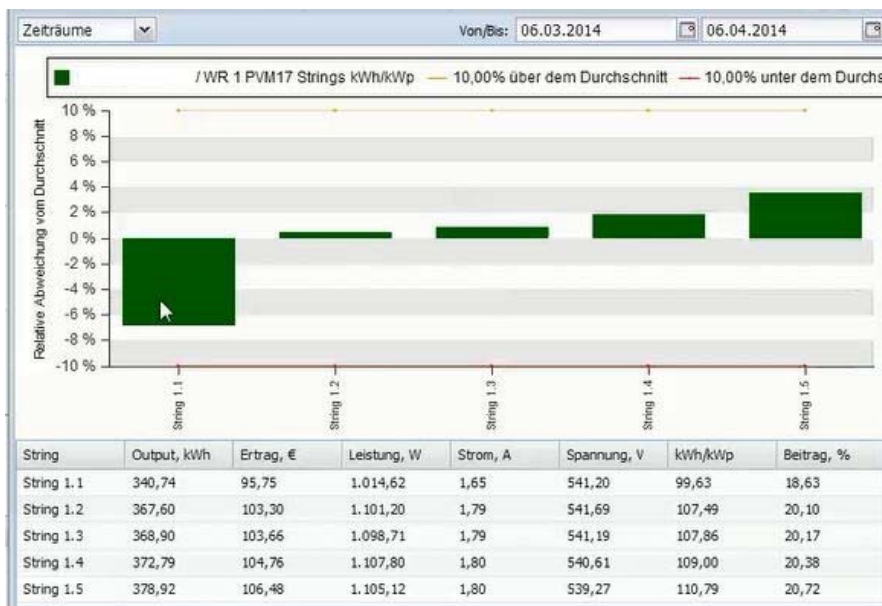 Zeiträume Von/Bis: 06.03.2014 06.04.2014
/ WR 1 PVM17 Strings kWh/kWp 10,00% über dem Durchschnitt 10,00% unter dem Durchs
Relative Abweichung vom Durchschnitt
10 %
8 %
6 %
4 %
2 %
0 %
-2 %
-4 %
-6 %
-8 %
-10 %
String 1.1 String 1.2 String 1.3 String 1.4 String 1.5
String Output, kWh Ertrag, € Leistung, W Strom, A Spannung, V kWh/kWp Beitrag, %
String 1.1 340,74 95,75 1.014,62 1,65 541,20 99,63 18,63
String 1.2 367,60 103,30 1.101,20 1,79 541,69 107,49 20,10
String 1.3 368,90 103,66 1.098,71 1,79 541,19 107,86 20,17
String 1.4 372,79 104,76 1.107,80 1,80 540,61 109,00 20,38
String 1.5 378,92 106,48 1.105,12 1,80 539,27 110,79 20,72